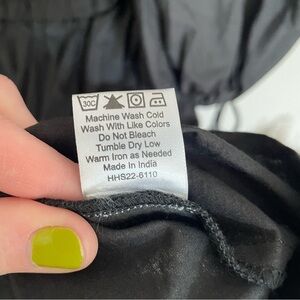 30C
Machine Wash Cold
Wash With Like Colors
Do Not Bleach
Tumble Dry Low
Warm Iron as Needed
Made In India
HHS22-6110